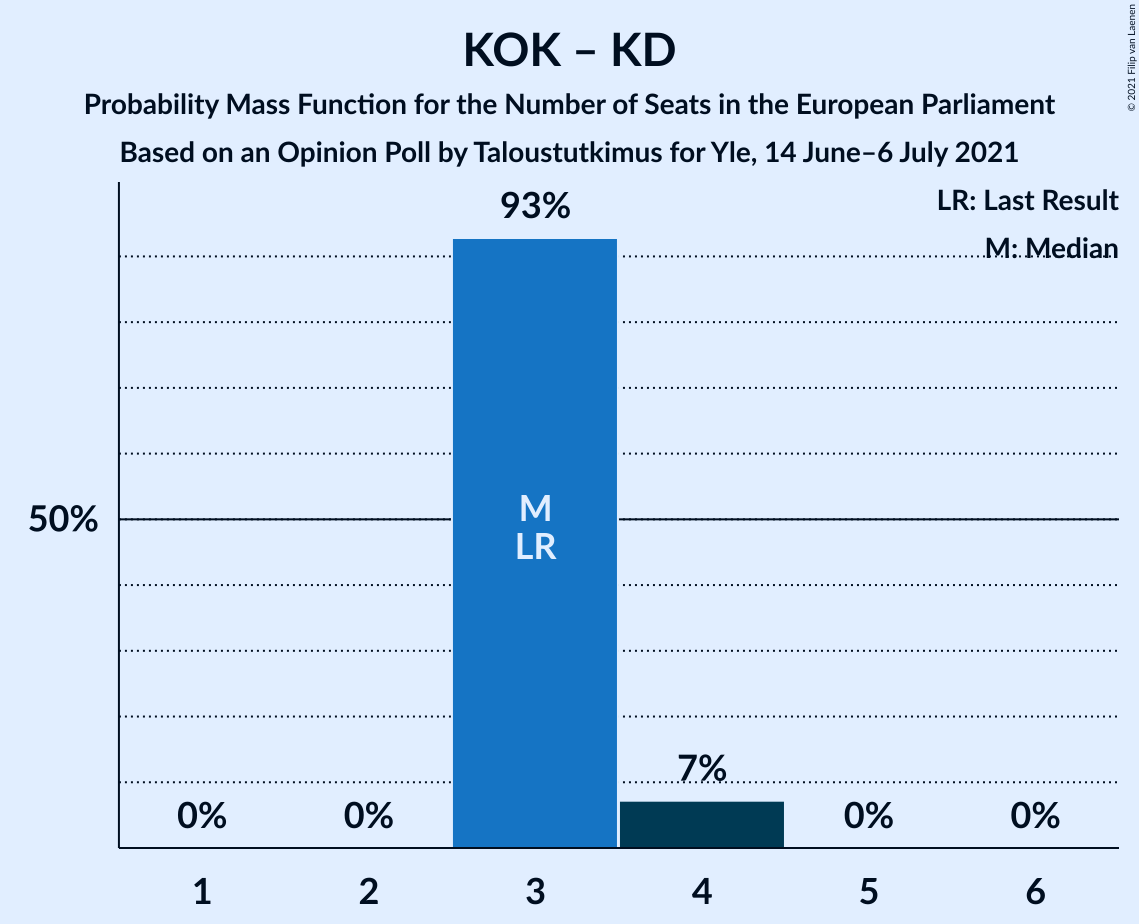 KOK – KD
Probability Mass Function for the Number of Seats in the European Parliament
Based on an Opinion Poll by Taloustutkimus for Yle, 14 June–6 July 2021
© 2021 Filip van Laenen
LR: Last Result
M: Median
93%
50%
M
LR
7%
0%
0%
0%
0%
1
2
3
4
5
6